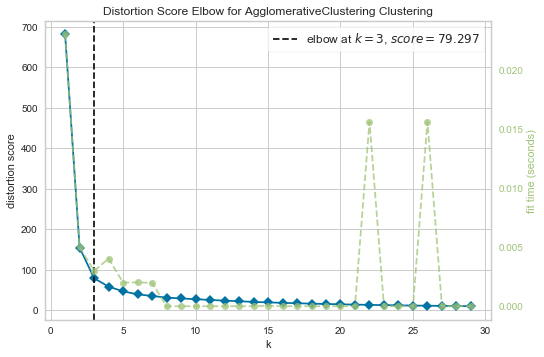 Distortion Score Elbow for AgglomerativeClustering Clustering
elbow at k = 3, score = 79.297
700
600
500
400
300
200
100
0
distortion score
0.020
0.015
0.010
0.005
0.000
fit time (seconds)
0 5 10 15 20 25 30
k